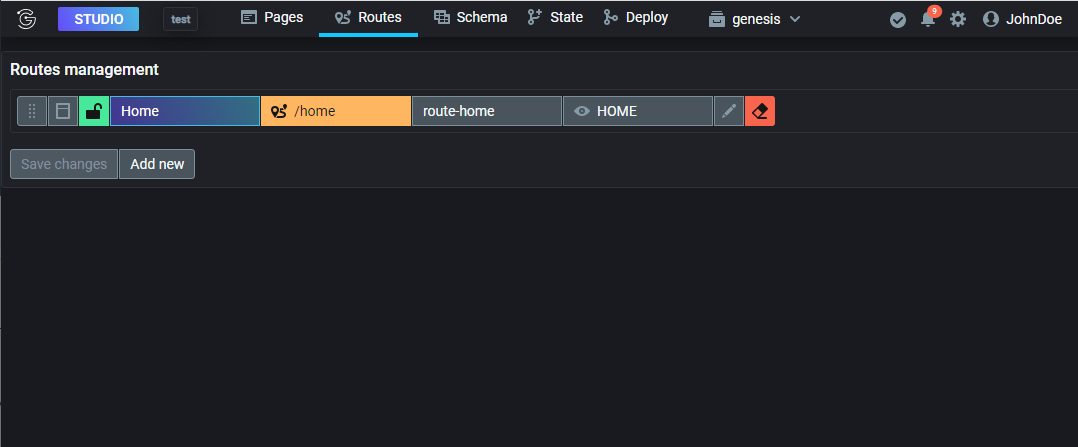 STUDIO test Pages Routes Schema State Deploy genesis 9 JohnDoe
Routes management
Home /home route-home HOME
Save changes Add new